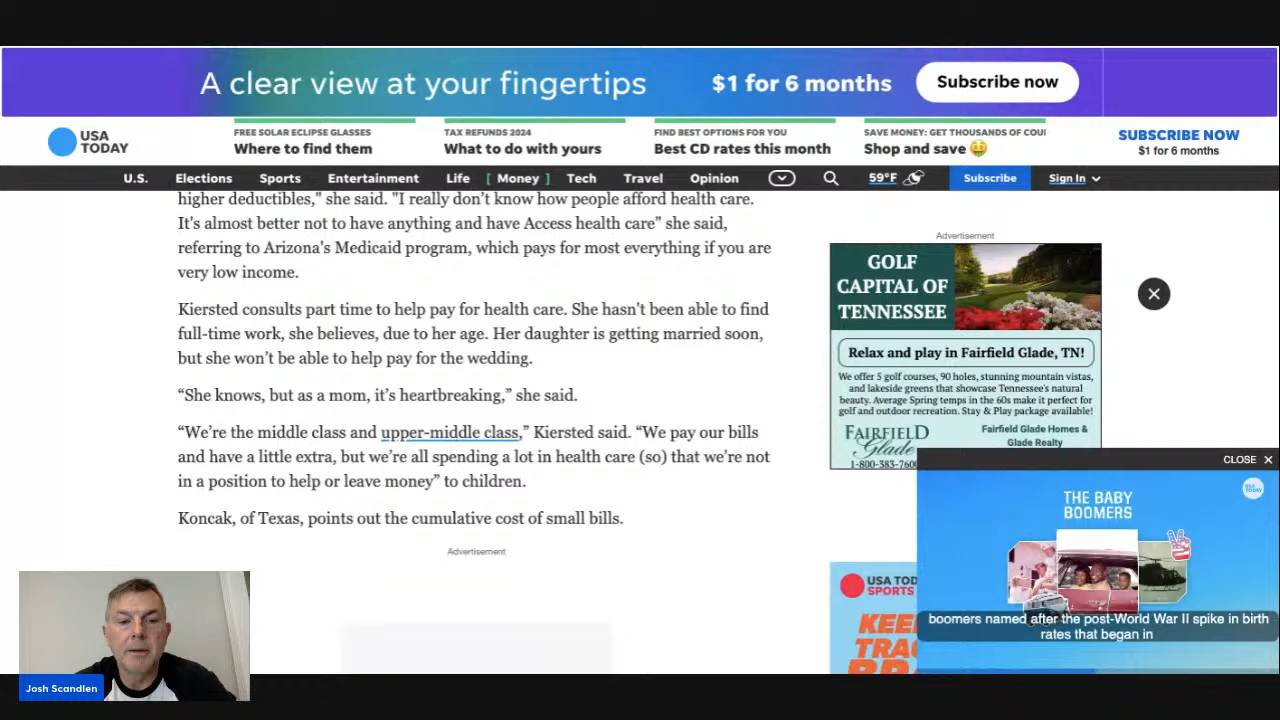 A clear view at your fingertips
$1 for 6 months
Subscribe now
USA
TODAY
FREE SOLAR ECLIPSE GLASSES
Where to find them
TAX REFUNDS 2024
What to do with yours
FIND BEST OPTIONS FOR YOU
Best CD rates this month
SAVE MONEY: GET THOUSANDS OF COU
Shop and save
SUBSCRIBE NOW
$1 for 6 months
U.S.
Elections
Sports
Entertainment
Life
[ Money ]
Tech
Travel
Opinion
59°F
Subscribe
Sign In
higher deductibles," she said. "I really don’t know how people afford health care.
It's almost better not to have anything and have Access health care" she said,
referring to Arizona's Medicaid program, which pays for most everything if you are
very low income.
Kiersted consults part time to help pay for health care. She hasn't been able to find
full-time work, she believes, due to her age. Her daughter is getting married soon,
but she won’t be able to help pay for the wedding.
“She knows, but as a mom, it’s heartbreaking,” she said.
“We’re the middle class and upper-middle class,” Kiersted said. “We pay our bills
and have a little extra, but we’re all spending a lot in health care (so) that we’re not
in a position to help or leave money” to children.
Koncak, of Texas, points out the cumulative cost of small bills.
Advertisement
Advertisement
GOLF
CAPITAL OF
TENNESSEE
Relax and play in Fairfield Glade, TN!
We offer 5 golf courses, 90 holes, stunning mountain vistas,
and lakeside greens that showcase Tennessee's natural
beauty. Average Spring temps in the 60s make it perfect for
golf and outdoor recreation. Stay & Play package available!
FAIRFIELD
Glade
1-800-383-7600
Fairfield Glade Homes &
Glade Realty
CLOSE ×
THE BABY
BOOMERS
boomers named after the post-World War II spike in birth
rates that began in
USA TOD
SPORTS
KEE
TRAC
BR
Josh Scandlen